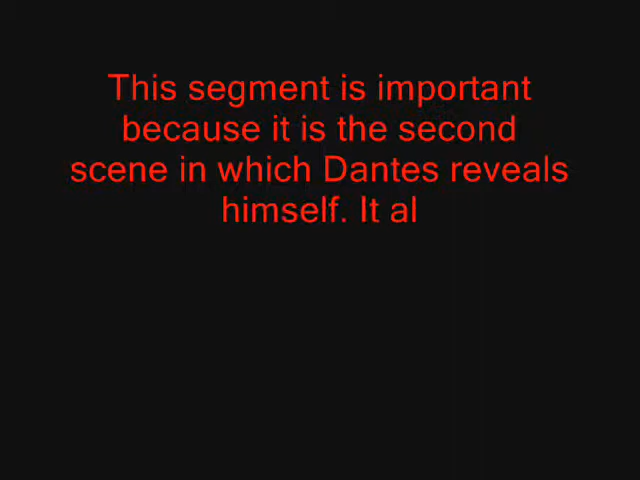 This segment is important
because it is the second
scene in which Dantes reveals
himself. It al